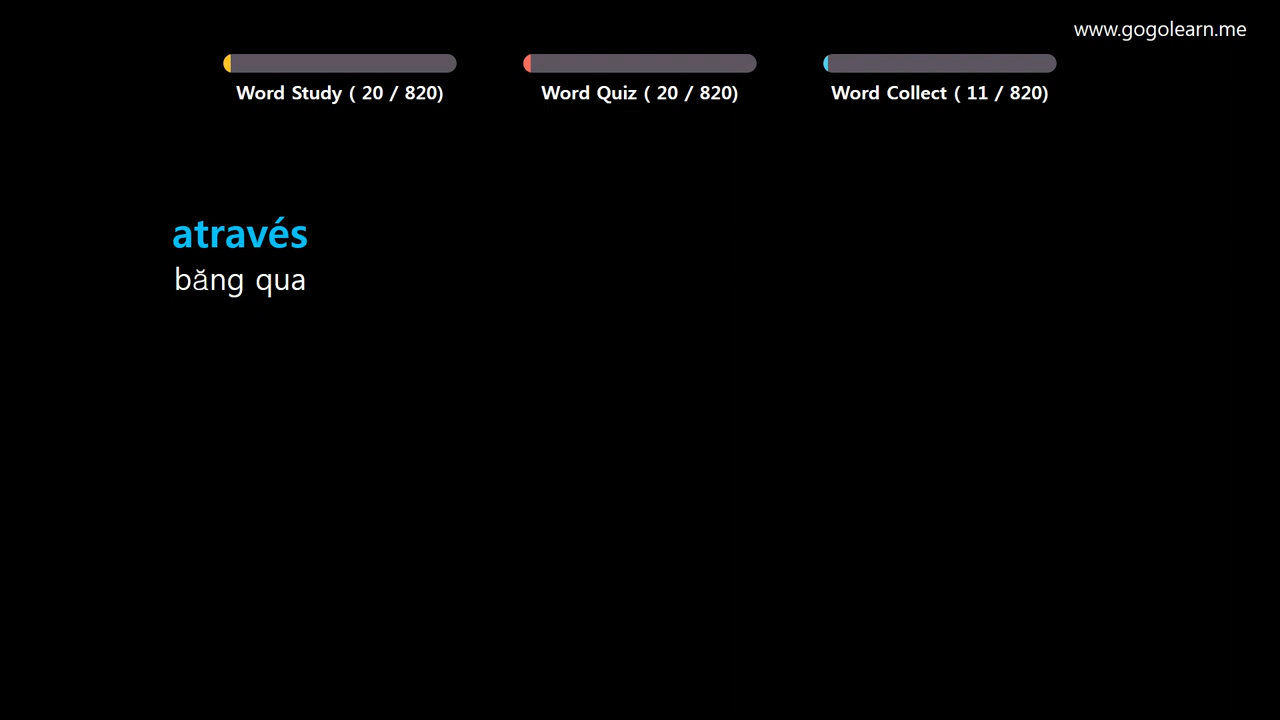 www.gogolearn.me
Word Study ( 20 / 820)
Word Quiz ( 20 / 820)
Word Collect ( 11 / 820)
através
băng qua